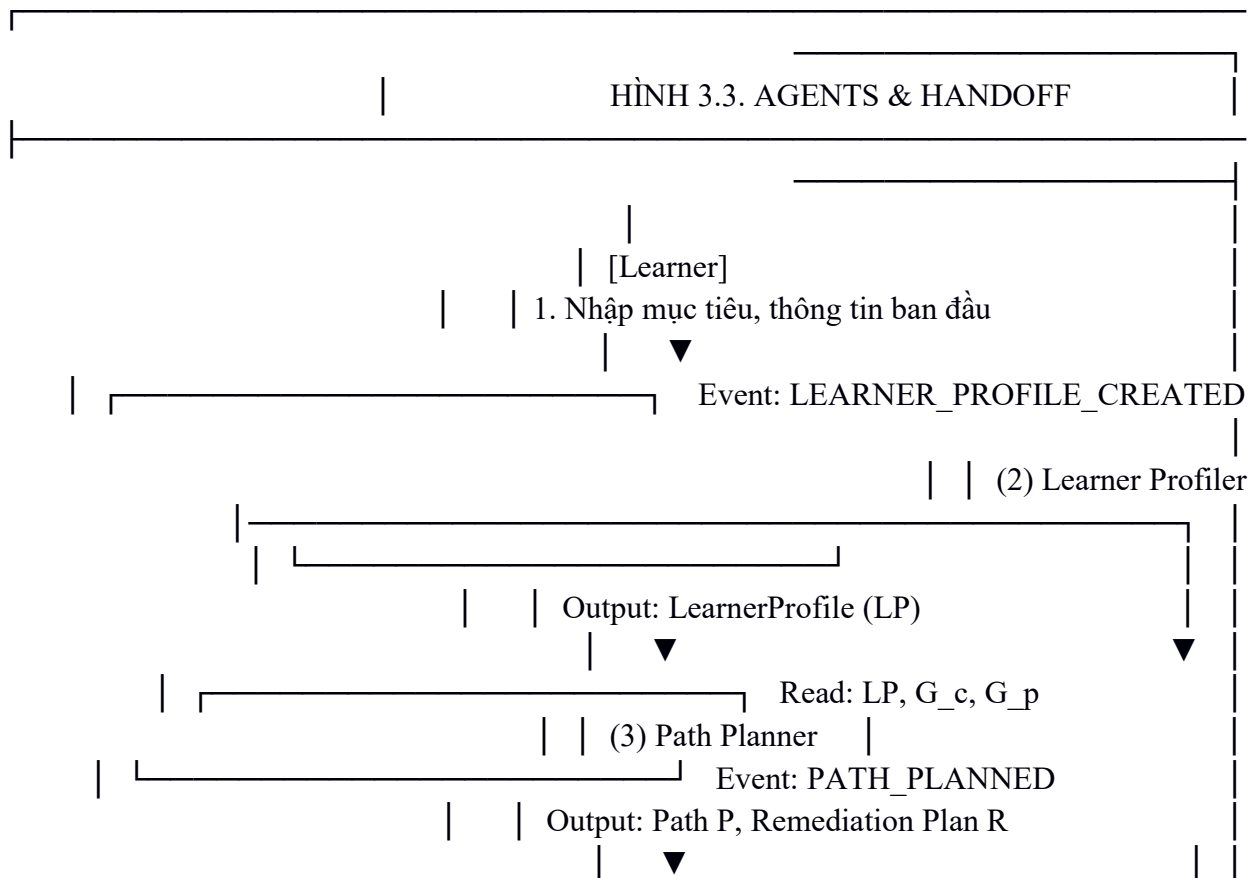 HÌNH 3.3. AGENTS & HANDOFF
[Learner]
1. Nhập mục tiêu, thông tin ban đầu
▼
Event: LEARNER_PROFILE_CREATED
(2) Learner Profiler
Output: LearnerProfile (LP)
▼ ▼
Read: LP, G_c, G_p
(3) Path Planner
Event: PATH_PLANNED
Output: Path P, Remediation Plan R
▼